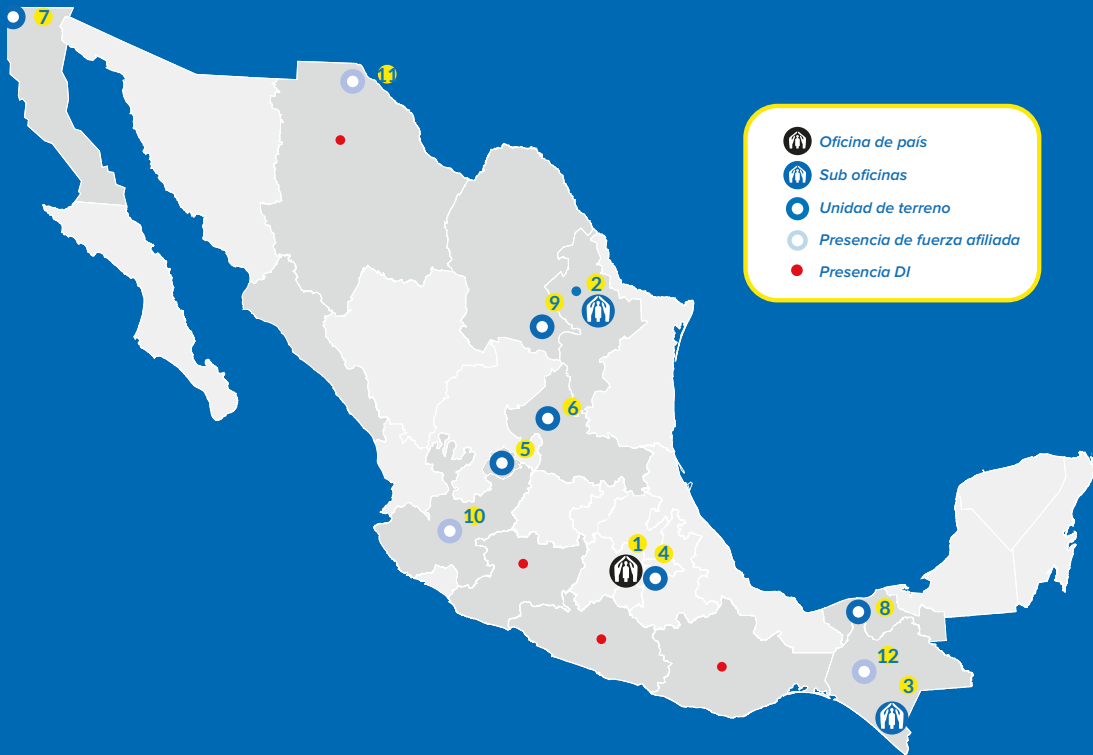 7
11
Oficina de país
Sub oficinas
Unidad de terreno
Presencia de fuerza afiliada
Presencia DI
2
9
6
5
10
1
4
8
12
3